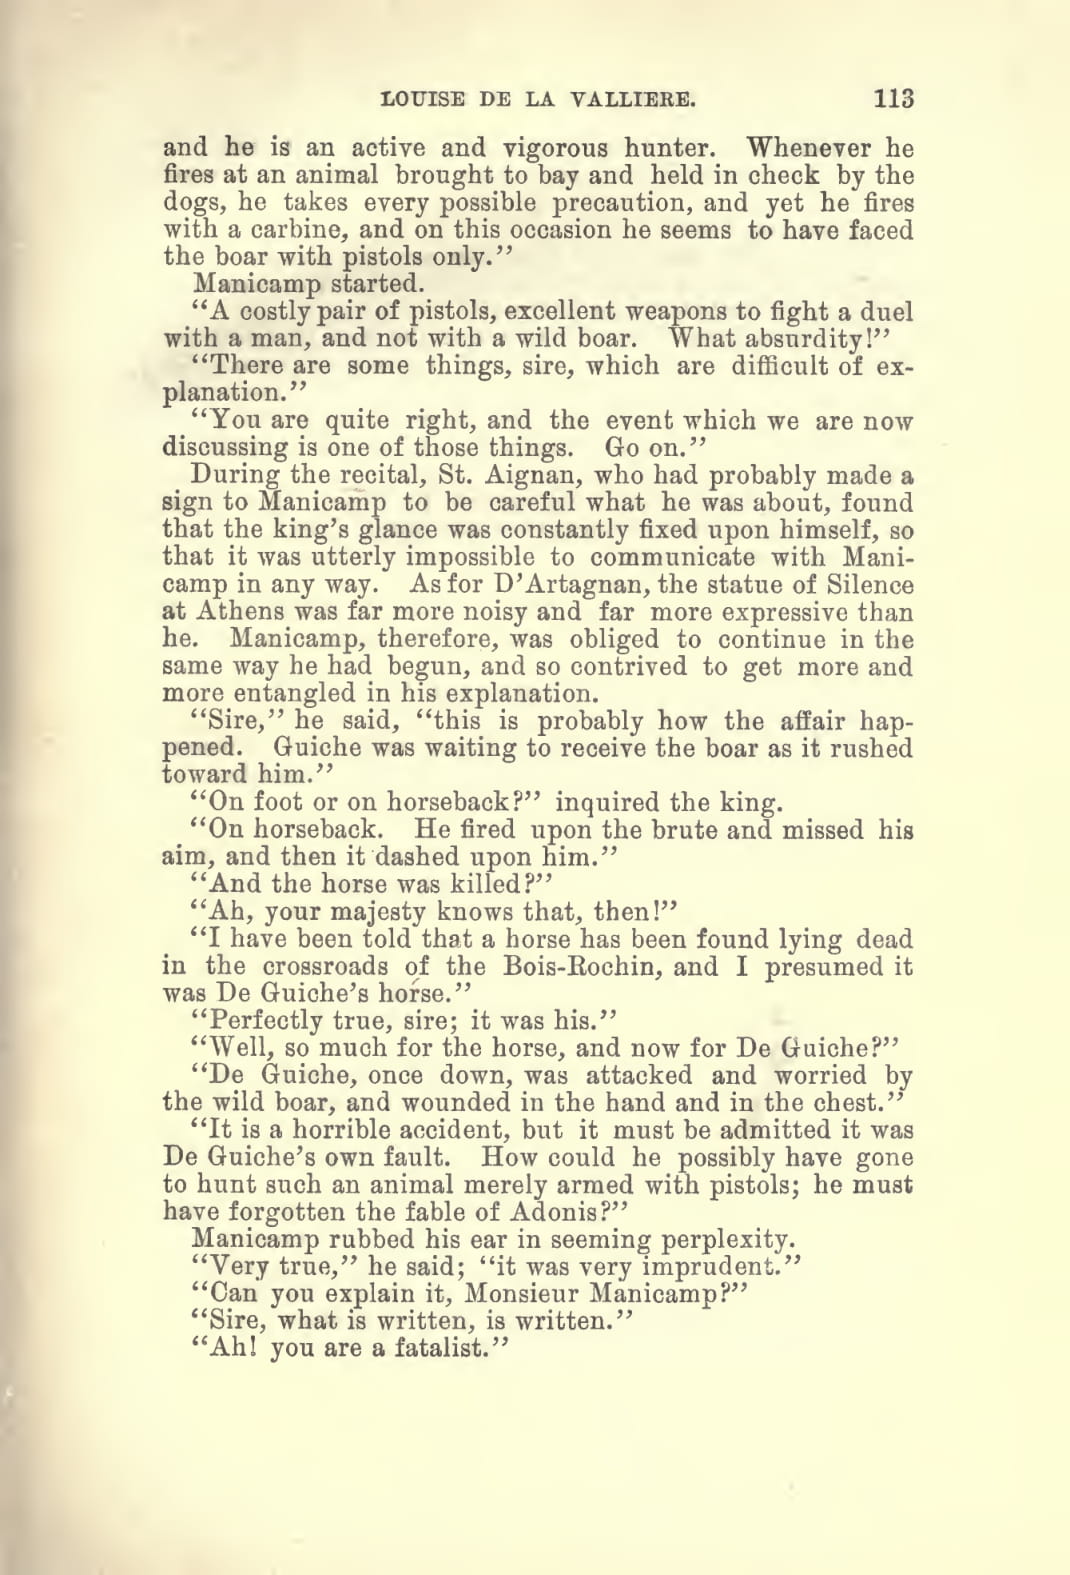 LOUISE DE LA VALLIERE. 113
and he is an active and vigorous hunter. Whenever he
fires at an animal brought to bay and held in check by the
dogs, he takes every possible precaution, and yet he fires
with a carbine, and on this occasion he seems to have faced
the boar with pistols only.”
Manicamp started.
“A costly pair of pistols, excellent weapons to fight a duel
with a man, and not with a wild boar. What absurdity!”
“There are some things, sire, which are difficult of ex-
planation.”
“You are quite right, and the event which we are now
discussing is one of those things. Go on.”
During the recital, St. Aignan, who had probably made a
sign to Manicamp to be careful what he was about, found
that the king’s glance was constantly fixed upon himself, so
that it was utterly impossible to communicate with Mani-
camp in any way. As for D’Artagnan, the statue of Silence
at Athens was far more noisy and far more expressive than
he. Manicamp, therefore, was obliged to continue in the
same way he had begun, and so contrived to get more and
more entangled in his explanation.
“Sire,” he said, “this is probably how the affair hap-
pened. Guiche was waiting to receive the boar as it rushed
toward him.”
“On foot or on horseback?” inquired the king.
“On horseback. He fired upon the brute and missed his
aim, and then it dashed upon him.”
“And the horse was killed?”
“Ah, your majesty knows that, then!”
“I have been told that a horse has been found lying dead
in the crossroads of the Bois-Rochin, and I presumed it
was De Guiche’s horse.”
“Perfectly true, sire; it was his.”
“Well, so much for the horse, and now for De Guiche?”
“De Guiche, once down, was attacked and worried by
the wild boar, and wounded in the hand and in the chest.”
“It is a horrible accident, but it must be admitted it was
De Guiche’s own fault. How could he possibly have gone
to hunt such an animal merely armed with pistols; he must
have forgotten the fable of Adonis?”
Manicamp rubbed his ear in seeming perplexity.
“Very true,” he said; “it was very imprudent.”
“Can you explain it, Monsieur Manicamp?”
“Sire, what is written, is written.”
“Ah! you are a fatalist.”